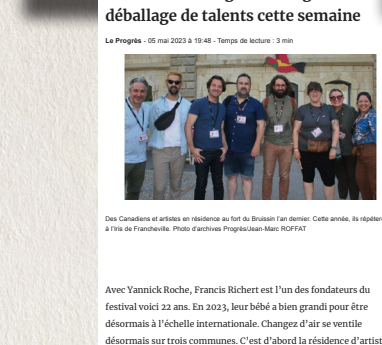 déballage de talents cette semaine
Le Progrès - 05 mai 2023 à 19:48 - Temps de lecture : 3 min
Des Canadiens et artistes en résidence au fort du Bruissin l'an dernier. Cette année, ils répéter
à l'Iris de Francheville. Photo d'archives Progrès/Jean-Marc ROFFAT
Avec Yannick Roche, Francis Richert est l'un des fondateurs du
festival voici 22 ans. En 2023, leur bébé a bien grandi pour être
désormais à l'échelle internationale. Changez d'air se ventile
désormais sur trois communes. C'est d'abord la résidence d'artist